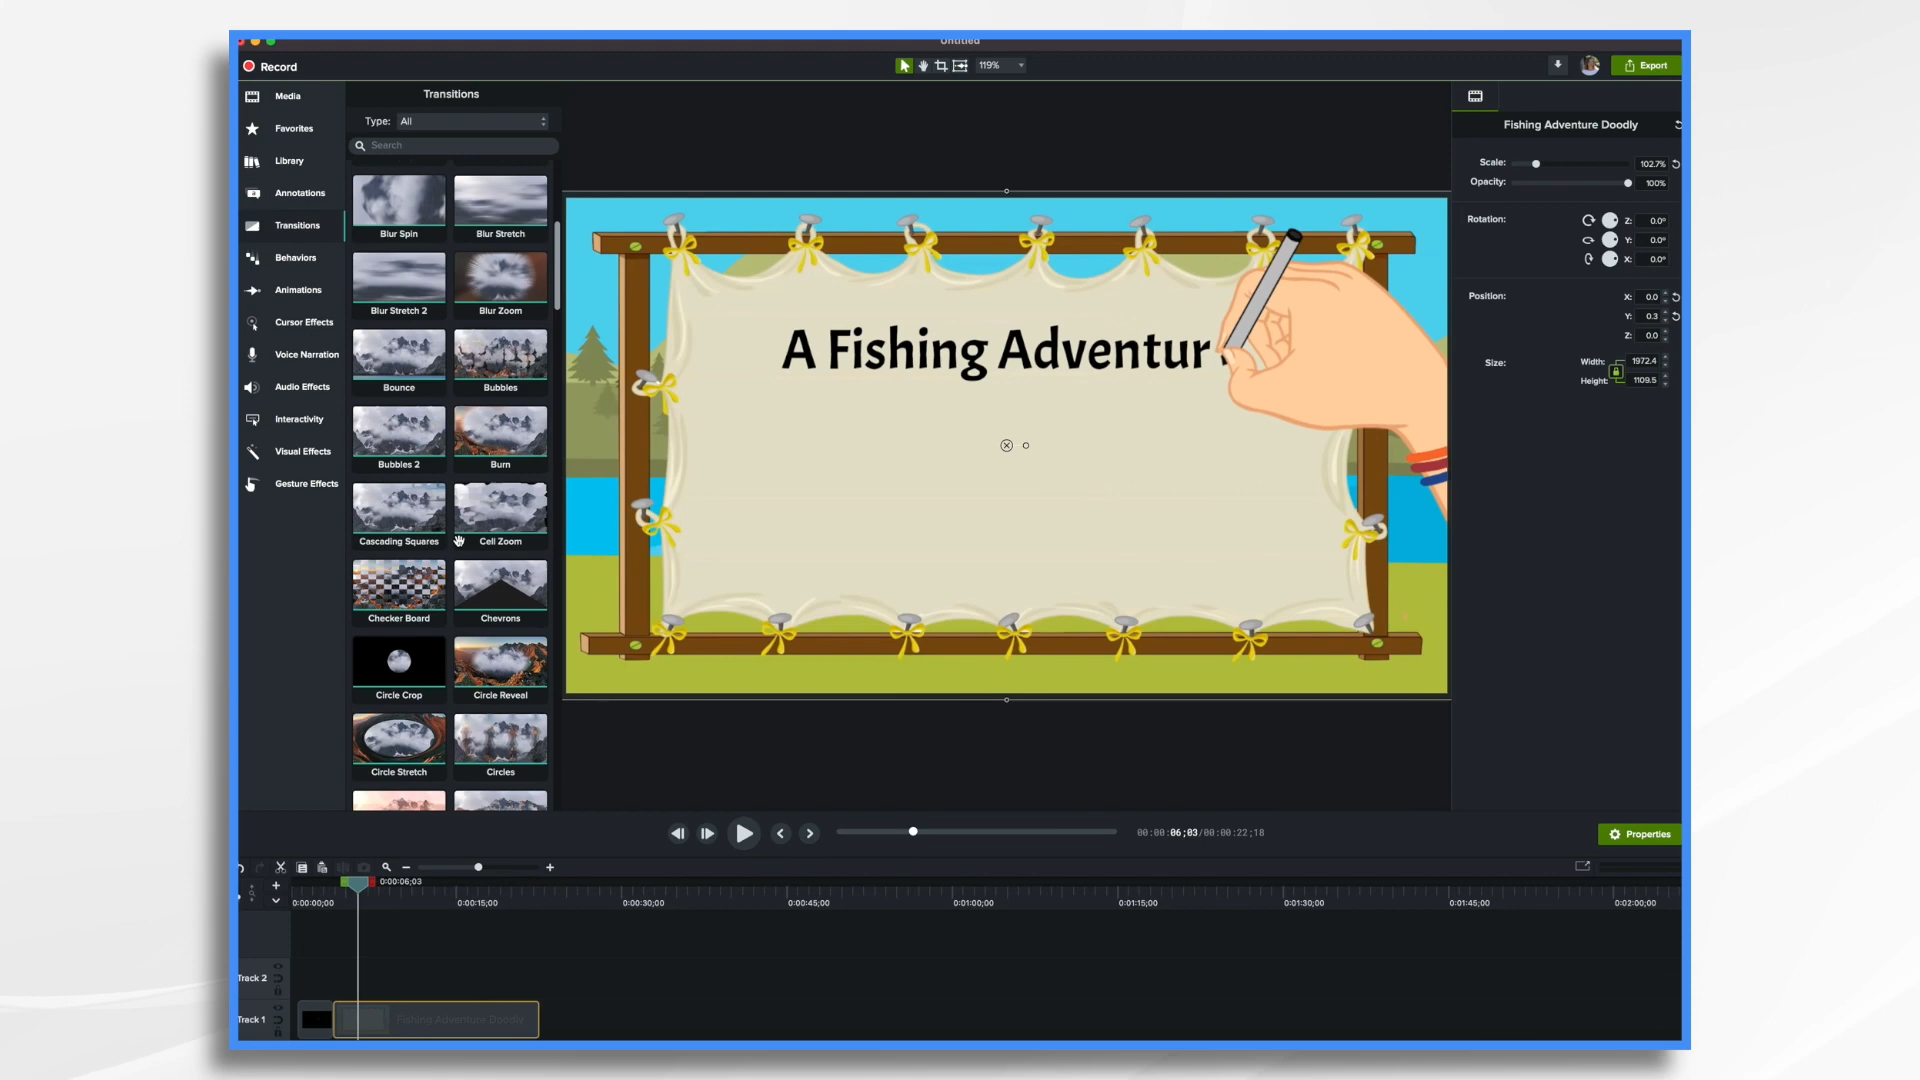 Untitled
Record
119%
Export
Media
Favorites
Library
Annotations
Transitions
Behaviors
Animations
Cursor Effects
Voice Narration
Audio Effects
Interactivity
Visual Effects
Gesture Effects
Transitions
Type: All
Search
Blur Spin
Blur Stretch
Blur Stretch 2
Blur Zoom
Bounce
Bubbles
Bubbles 2
Burn
Cascading Squares
Cell Zoom
Checker Board
Chevrons
Circle Crop
Circle Reveal
Circle Stretch
Circles
A Fishing Adventur
Fishing Adventure Doodly
Scale: 102.7%
Opacity: 100%
Rotation: Z: 0.0°
Y: 0.0°
X: 0.0°
Position: X: 0.0
Y: 0.3
Z: 0.0
Size: Width: 1972.4
Height: 1109.5
00:00:06;03/00:00:22;18
Properties
0:00:06;03
0:00:00;00 0:00:15;00 0:00:30;00 0:00:45;00 0:01:00;00 0:01:15;00 0:01:30;00 0:01:45;00 0:02:00;00
Track 2
Track 1
Fishing Adventure Doodly